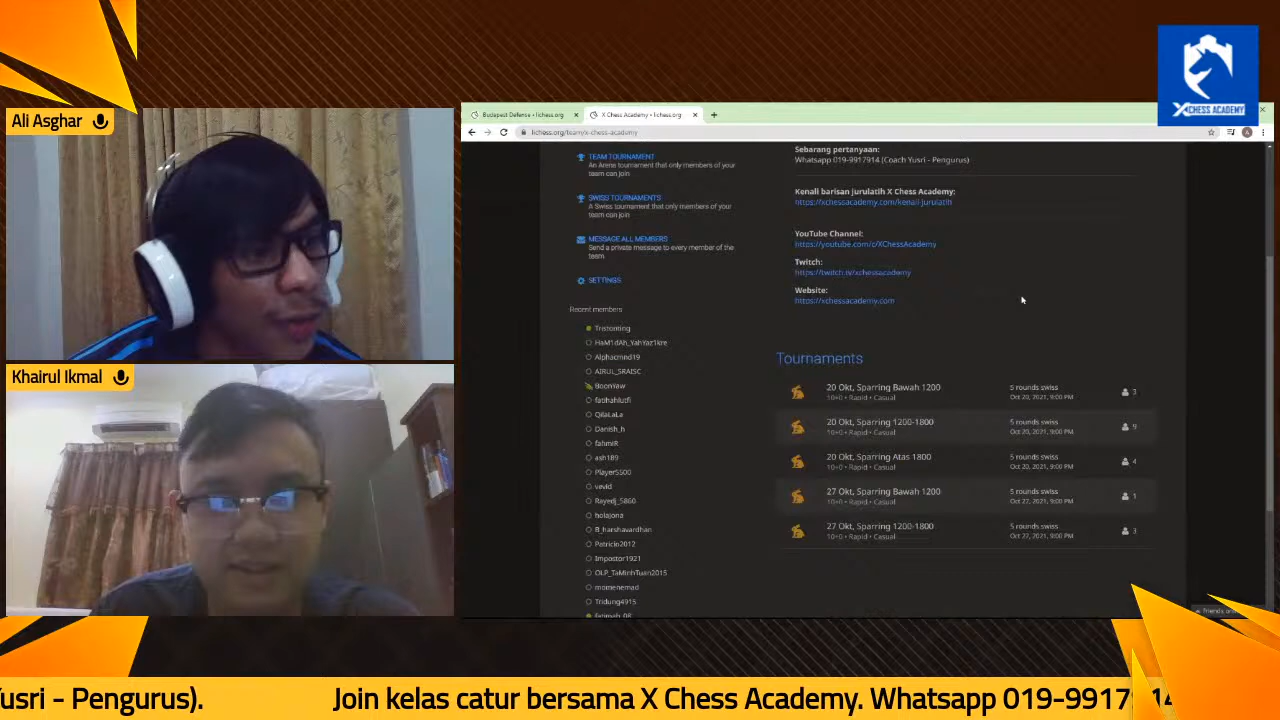 Ali Asghar
Khairul Ikmal
X CHESS ACADEMY
Budapest Defense • lichess.org
X Chess Academy • lichess.org
lichess.org/team/x-chess-academy
TEAM TOURNAMENT
An Arena tournament that only members of your
team can join
SWISS TOURNAMENTS
A Swiss tournament that only members of your
team can join
MESSAGE ALL MEMBERS
Send a private message to every member of the
team
SETTINGS
Recent members
Trestoming
HaM1dAh_YahYaz1kre
Alphacmnd19
AIRUL_SRAISC
BoonYaw
fatihahlutfi
QilaLaLa
Danish_h
fahmiR
ash189
Player5500
vevid
Rayedj_5860
holajona
B_harshavardhan
Patricio2012
Impostor1921
OLP_TaMinhTuan2015
momenemad
Tridung4915
fatimah_08
Sebarang pertanyaan:
Whatsapp 019-9917914 (Coach Yusri - Pengurus)
Kenali barisan jurulatih X Chess Academy:
https://xchessacademy.com/kenali-jurulatih
YouTube Channel:
https://youtube.com/c/XChessAcademy
Twitch:
https://twitch.tv/xchessacademy
Website:
https://xchessacademy.com
Tournaments
20 Okt, Sparring Bawah 1200 5 rounds swiss 3
10+0 • Rapid • Casual Oct 20, 2021, 9:00 PM
20 Okt, Sparring 1200-1800 5 rounds swiss 9
10+0 • Rapid • Casual Oct 20, 2021, 9:00 PM
20 Okt, Sparring Atas 1800 5 rounds swiss 4
10+0 • Rapid • Casual Oct 20, 2021, 9:00 PM
27 Okt, Sparring Bawah 1200 5 rounds swiss 1
10+0 • Rapid • Casual Oct 27, 2021, 9:00 PM
27 Okt, Sparring 1200-1800 5 rounds swiss 3
10+0 • Rapid • Casual Oct 27, 2021, 9:00 PM
friends
Yusri - Pengurus). Join kelas catur bersama X Chess Academy. Whatsapp 019-9917914